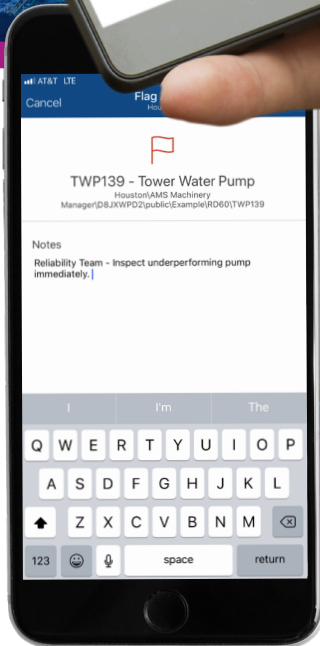 AT&T LTE
Cancel
Flag
TWP139 - Tower Water Pump
Houston\AMS Machinery
Manager\D8JXWPD2\public\Example\RD60\TWP139
Notes
Reliability Team - Inspect underperforming pump
immediately.
I I'm The
Q W E R T Y U I O P
A S D F G H J K L
Z X C V B N M
123 space return